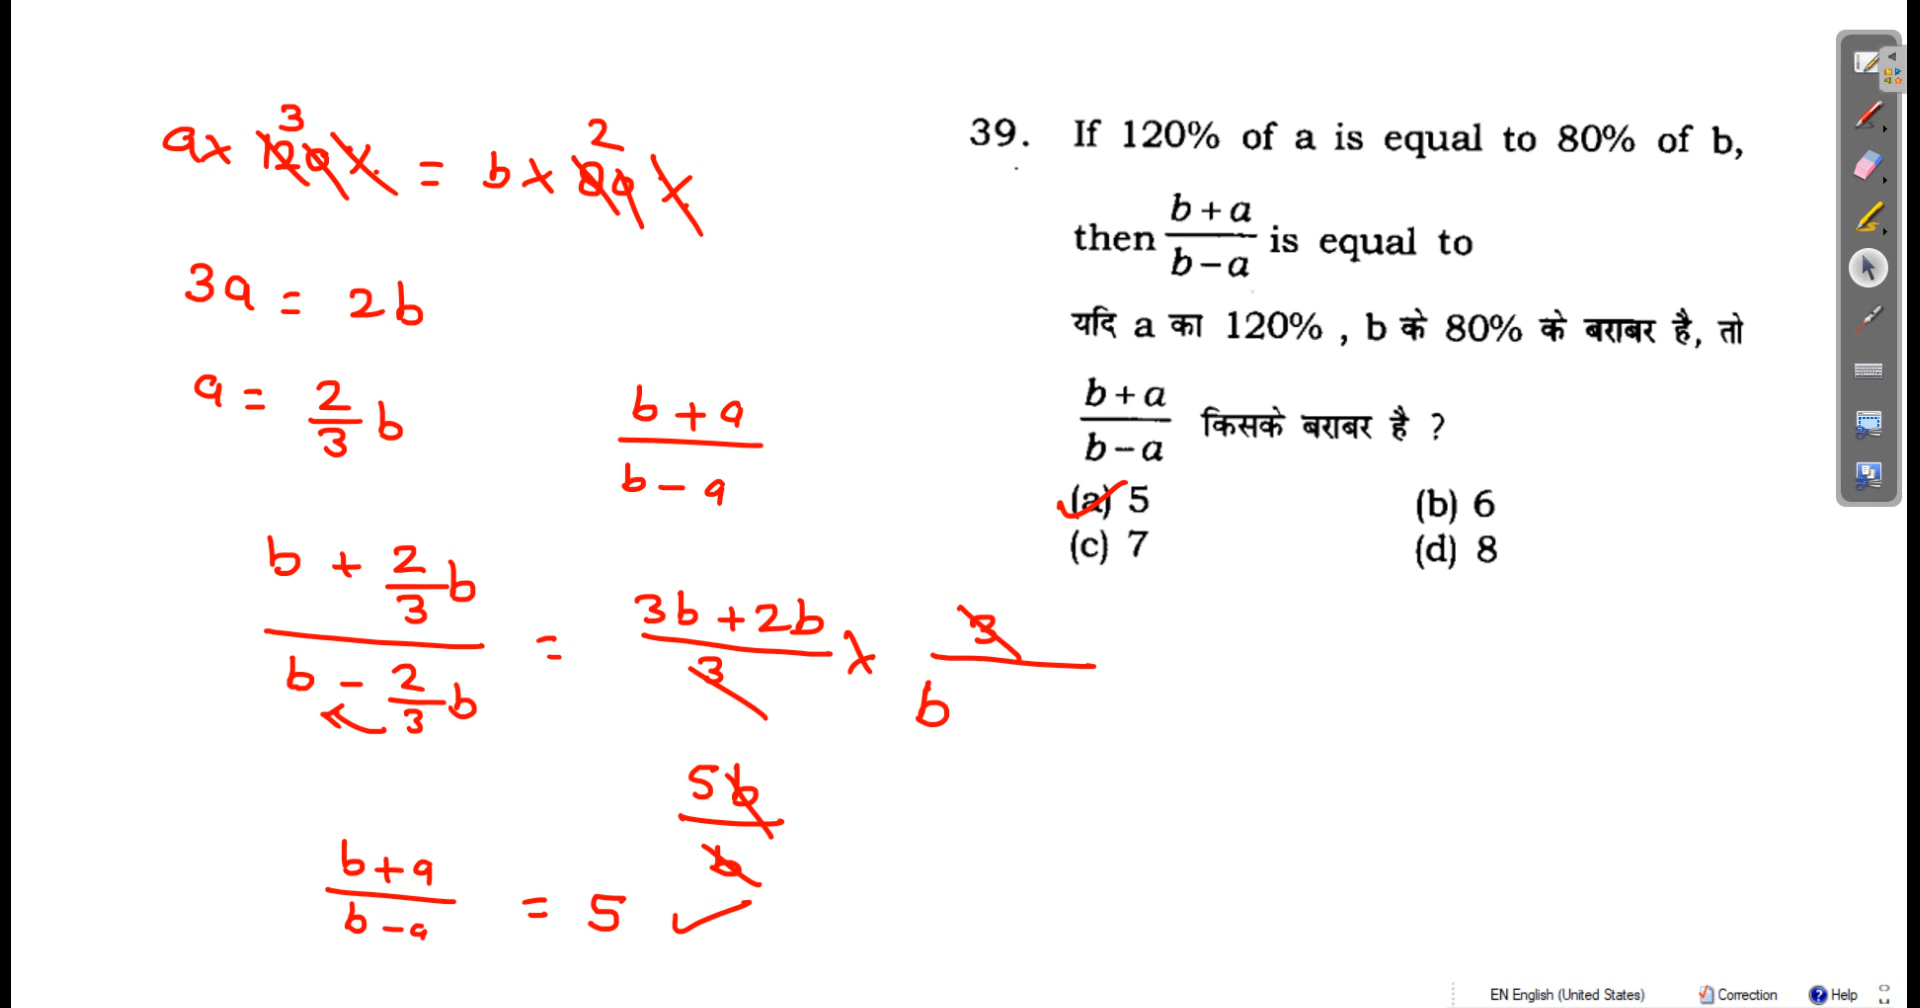 a x 120% = b x 80%
3 2
3a = 2b
a = 2/3 b
b + a / b - a
b + 2/3 b / b - 2/3 b = 3b + 2b / 3 x 3 / b
5b / b
b + a / b - a = 5
39. If 120% of a is equal to 80% of b,
then b + a / b - a is equal to
यदि a का 120% , b के 80% के बराबर है, तो
b + a / b - a किसके बराबर है ?
(a) 5 (b) 6
(c) 7 (d) 8
EN English (United States) Correction Help